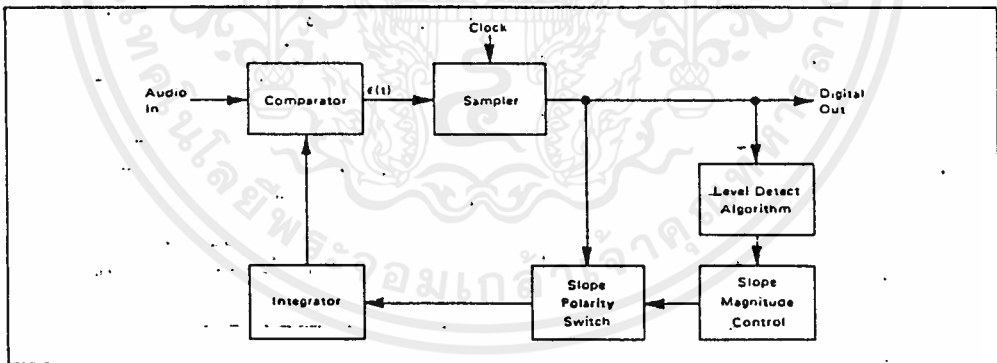 Clock
Audio
In
Comparator
ϵ(t)
Sampler
Digital
Out
Level Detect
Algorithm
Integrator
Slope
Polarity
Switch
Slope
Magnitude
Control